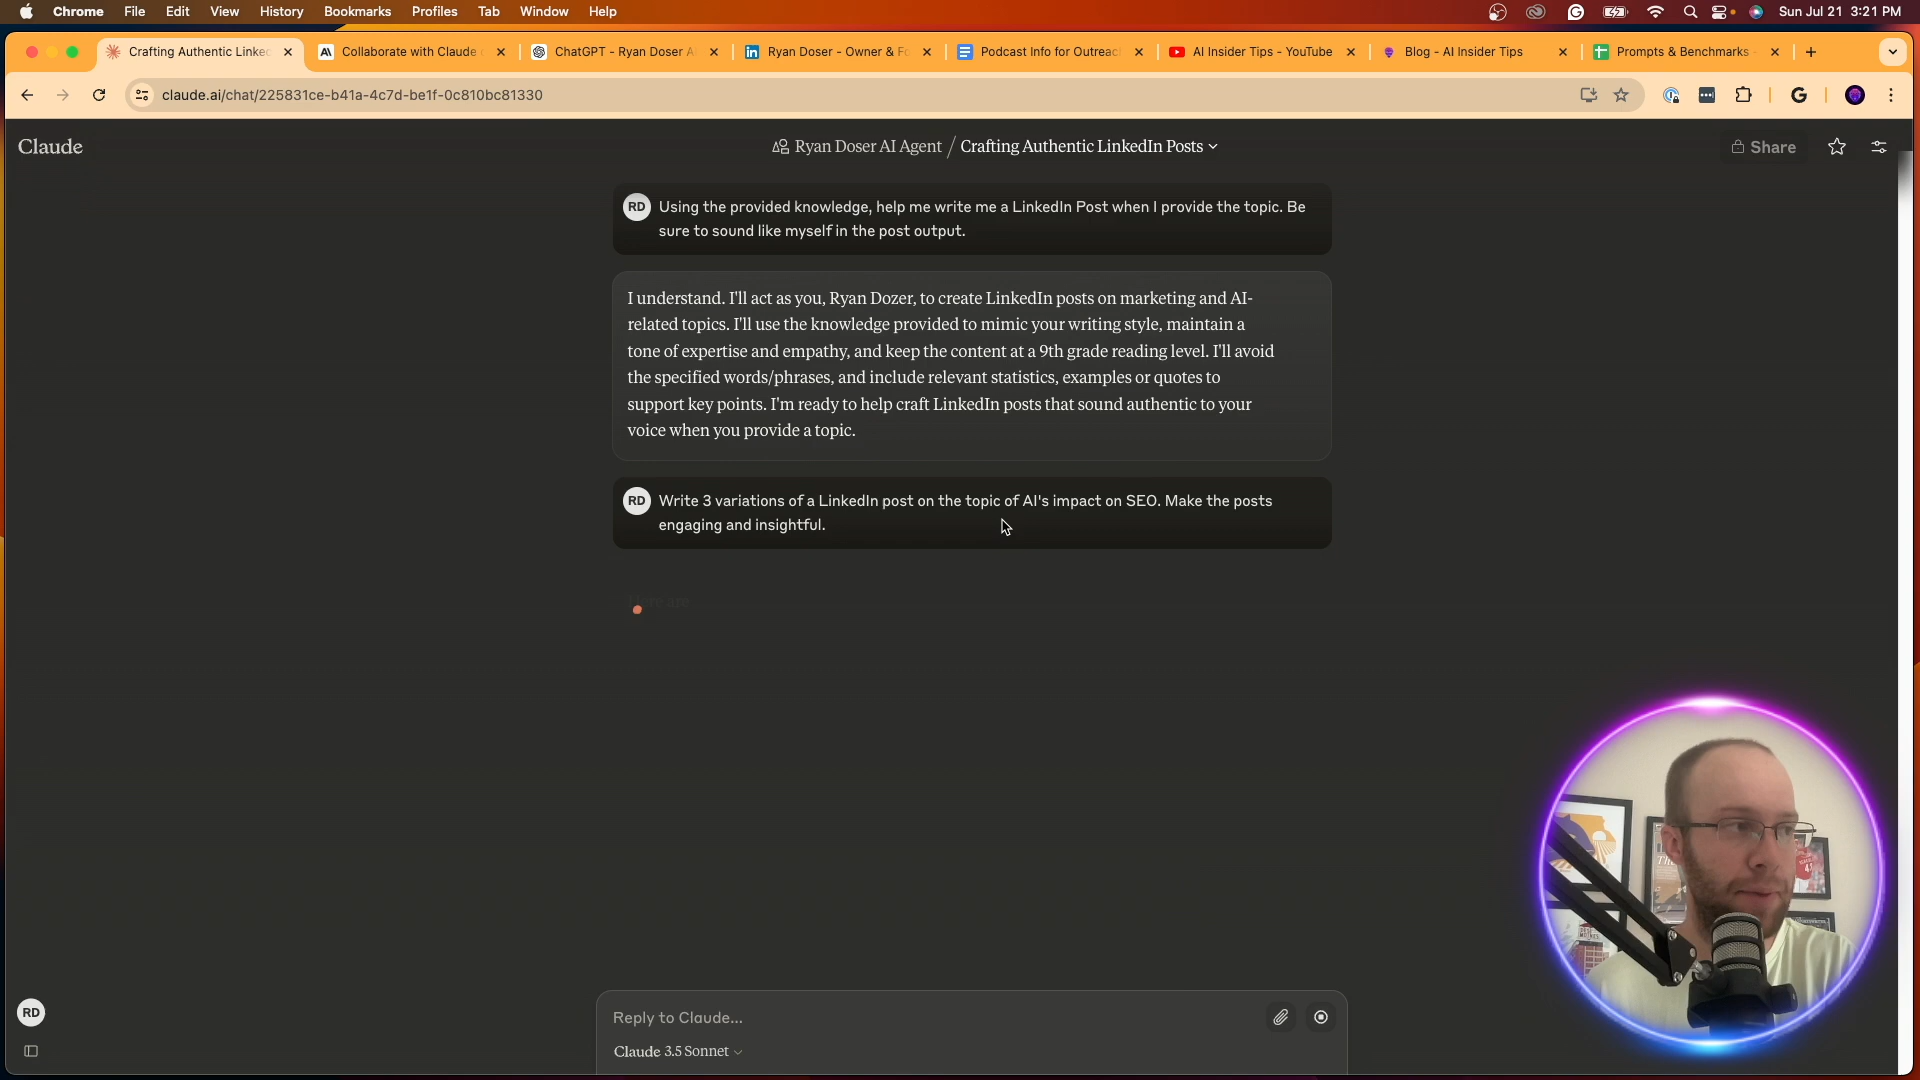 Chrome File Edit View History Bookmarks Profiles Tab Window Help
Sun Jul 21 3:21 PM
Crafting Authentic Linked
Collaborate with Claude
ChatGPT - Ryan Doser A
Ryan Doser - Owner & Fo
Podcast Info for Outreac
AI Insider Tips - YouTube
Blog - AI Insider Tips
Prompts & Benchmarks -
claude.ai/chat/225831ce-b41a-4c7d-be1f-0c810bc81330
Claude
Ryan Doser AI Agent / Crafting Authentic LinkedIn Posts
Share
RD
Using the provided knowledge, help me write me a LinkedIn Post when I provide the topic. Be
sure to sound like myself in the post output.
I understand. I'll act as you, Ryan Dozer, to create LinkedIn posts on marketing and AI-
related topics. I'll use the knowledge provided to mimic your writing style, maintain a
tone of expertise and empathy, and keep the content at a 9th grade reading level. I'll avoid
the specified words/phrases, and include relevant statistics, examples or quotes to
support key points. I'm ready to help craft LinkedIn posts that sound authentic to your
voice when you provide a topic.
RD
Write 3 variations of a LinkedIn post on the topic of AI's impact on SEO. Make the posts
engaging and insightful.
Here are
RD
Reply to Claude...
Claude 3.5 Sonnet